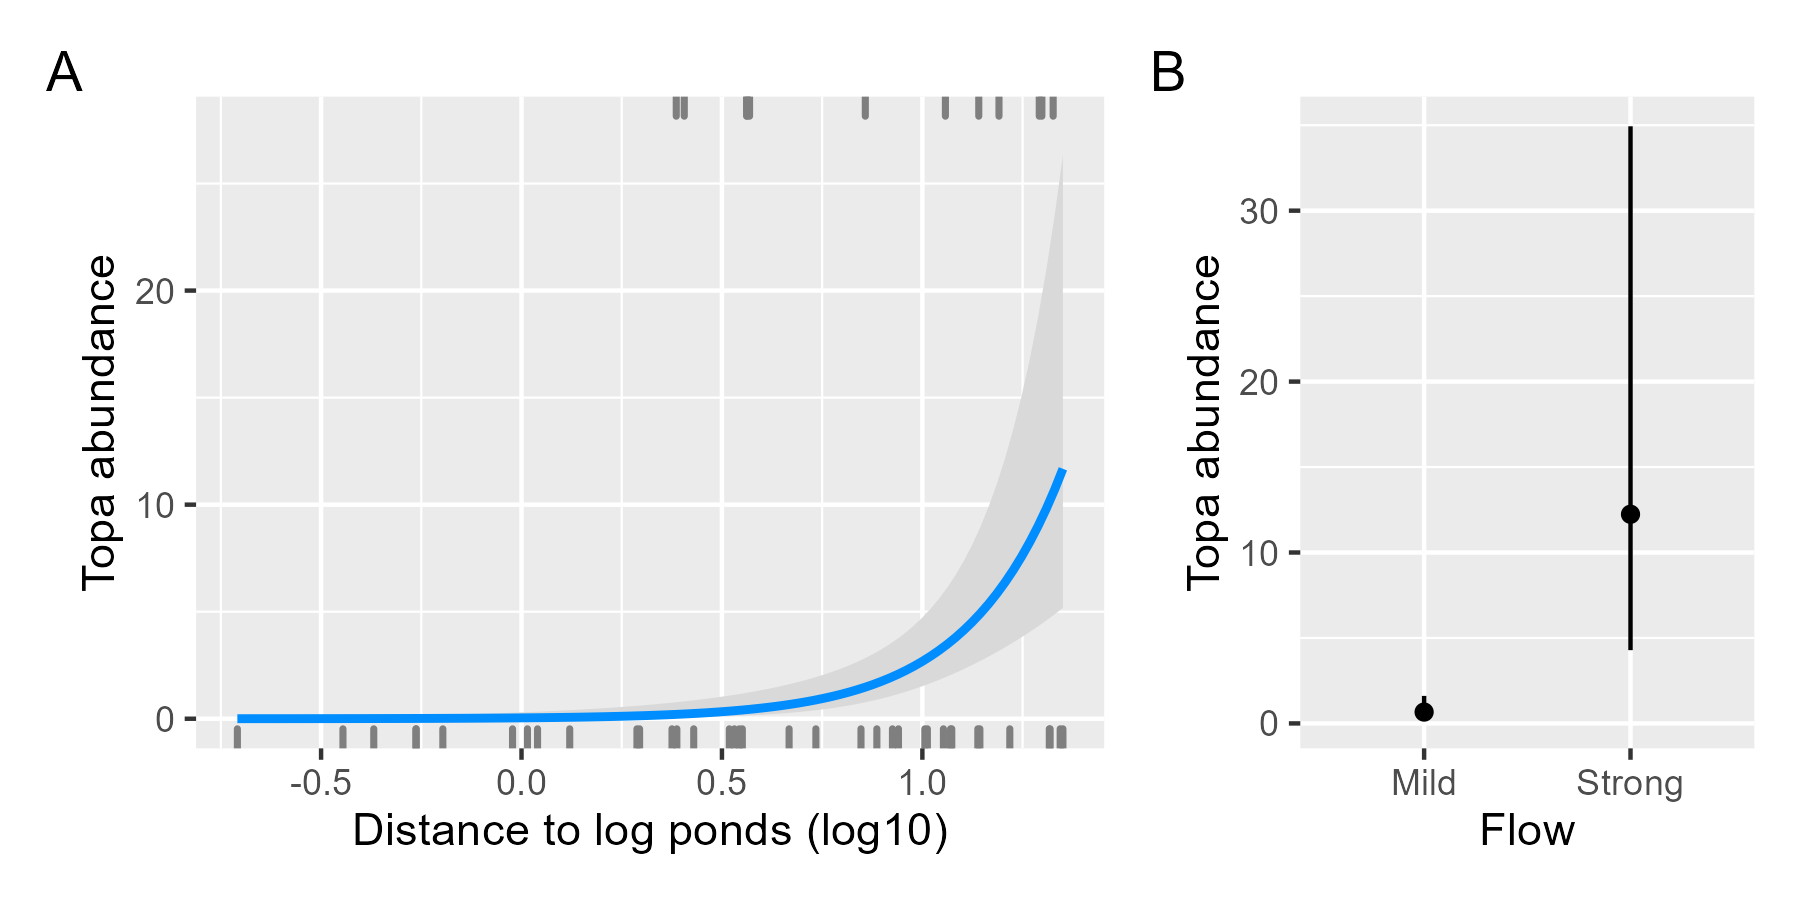 A
Topa abundance
20
10
0
-0.5 0.0 0.5 1.0
Distance to log ponds (log10)
B
Topa abundance
30
20
10
0
Mild Strong
Flow